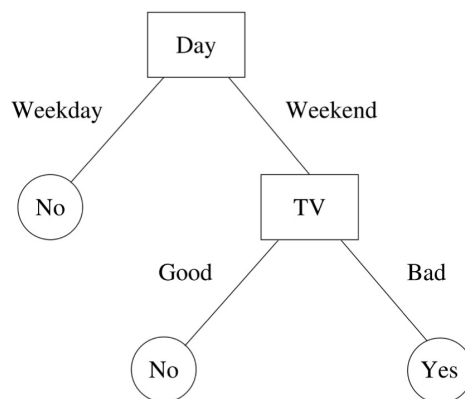 Day
Weekday
Weekend
No
TV
Good
Bad
No
Yes